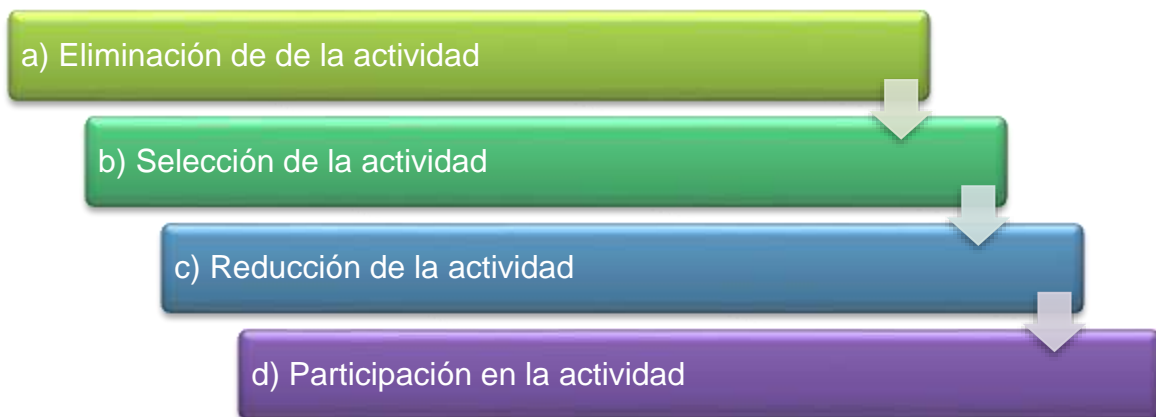 a) Eliminación de de la actividad
b) Selección de la actividad
c) Reducción de la actividad
d) Participación en la actividad